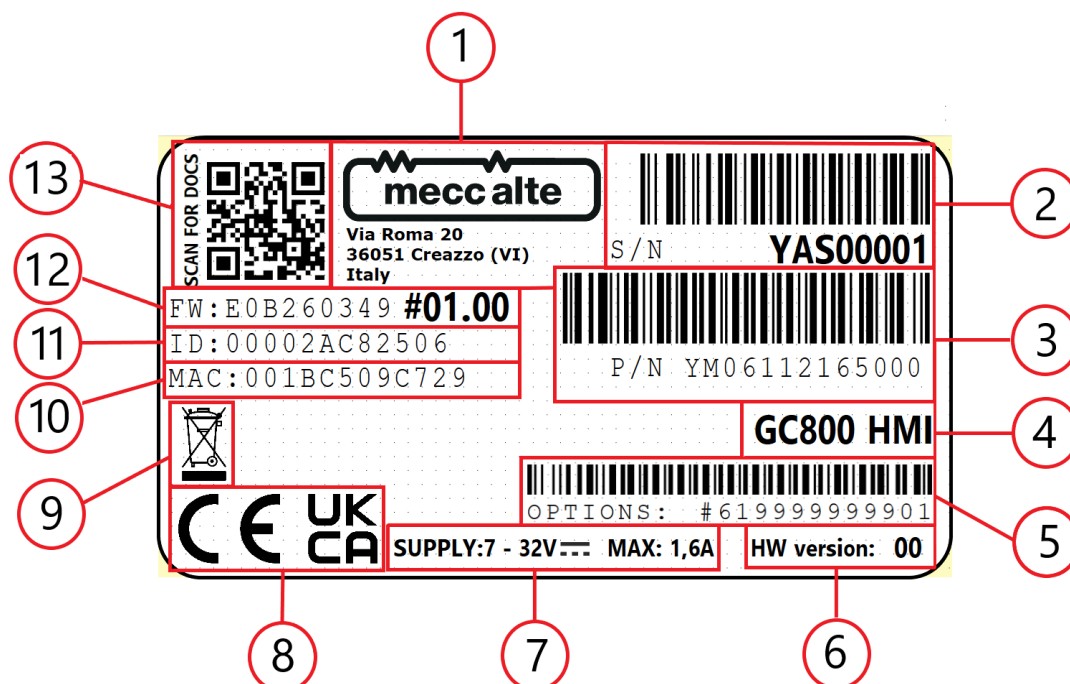 1
SCAN FOR DOCS
meccalte
Via Roma 20
36051 Creazzo (VI)
Italy
S/N YAS00001
2
13
FW:E0B260349 #01.00
12
ID:00002AC82506
11
MAC:001BC509C729
10
P/N YM06112165000
3
GC800 HMI
4
9
OPTIONS: #619999999901
5
CE UK
CA
SUPPLY:7 - 32V MAX: 1,6A
HW version: 00
8
7
6